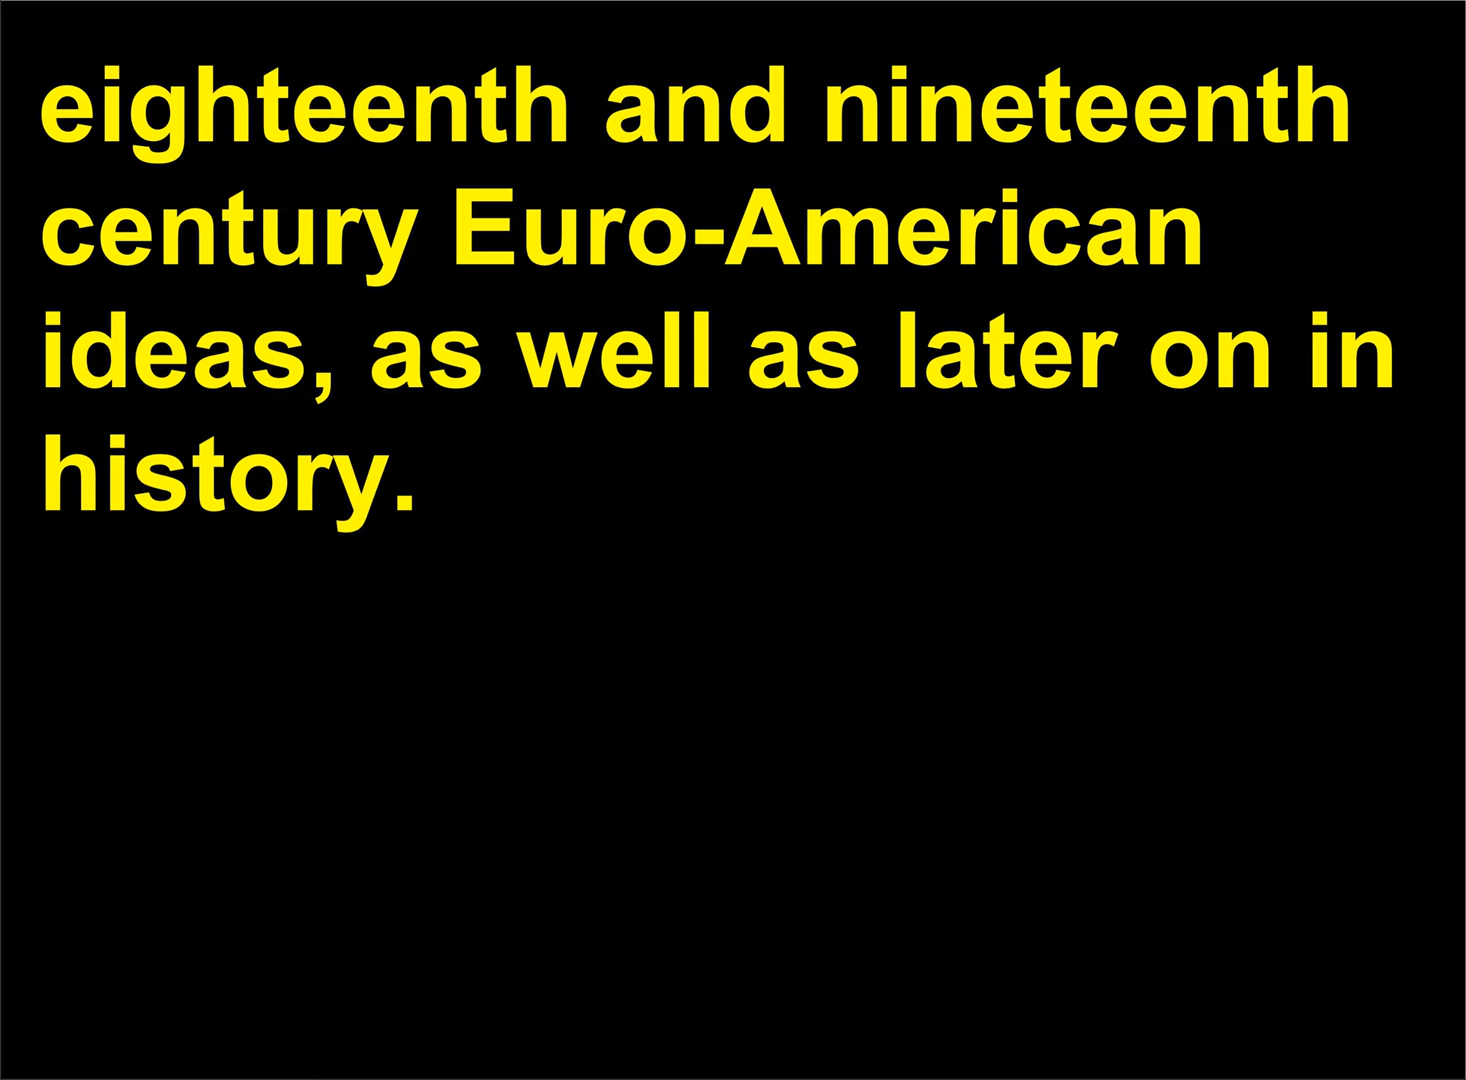 eighteenth and nineteenth
century Euro-American
ideas, as well as later on in
history.